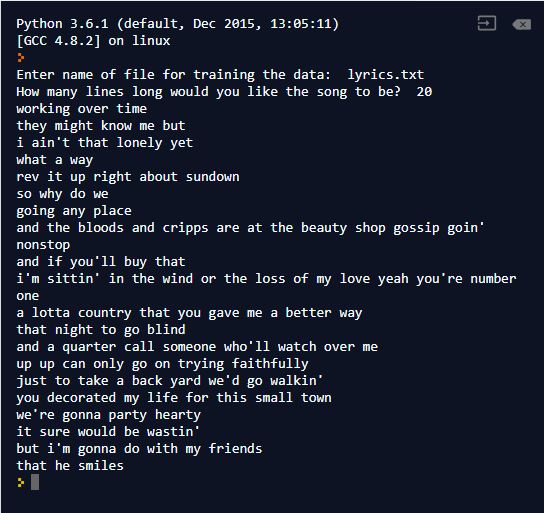 Python 3.6.1 (default, Dec 2015, 13:05:11)
[GCC 4.8.2] on linux
Enter name of file for training the data:  lyrics.txt
How many lines long would you like the song to be?  20
working over time
they might know me but
i ain't that lonely yet
what a way
rev it up right about sundown
so why do we
going any place
and the bloods and cripps are at the beauty shop gossip goin'
nonstop
and if you'll buy that
i'm sittin' in the wind or the loss of my love yeah you're number
one
a lotta country that you gave me a better way
that night to go blind
and a quarter call someone who'll watch over me
up up can only go on trying faithfully
just to take a back yard we'd go walkin'
you decorated my life for this small town
we're gonna party hearty
it sure would be wastin'
but i'm gonna do with my friends
that he smiles